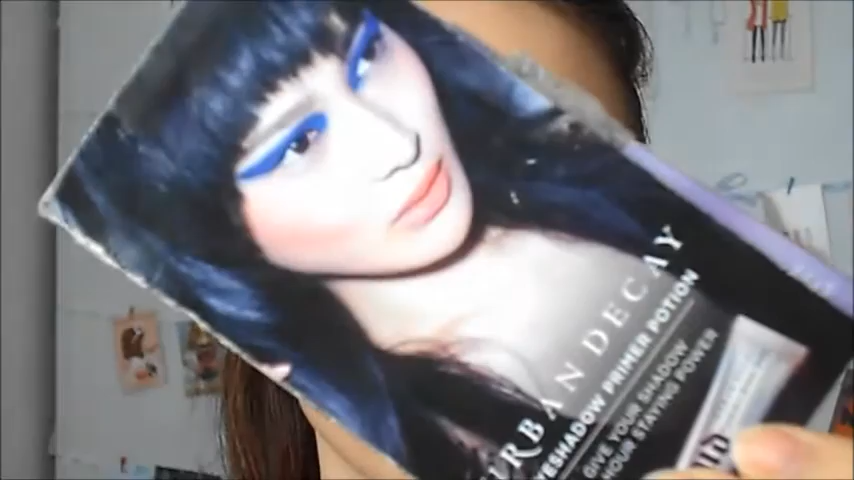 URBAN DECAY
EYESHADOW PRIMER POTION
GIVE YOUR SHADOW
HOUR STAYING POWER